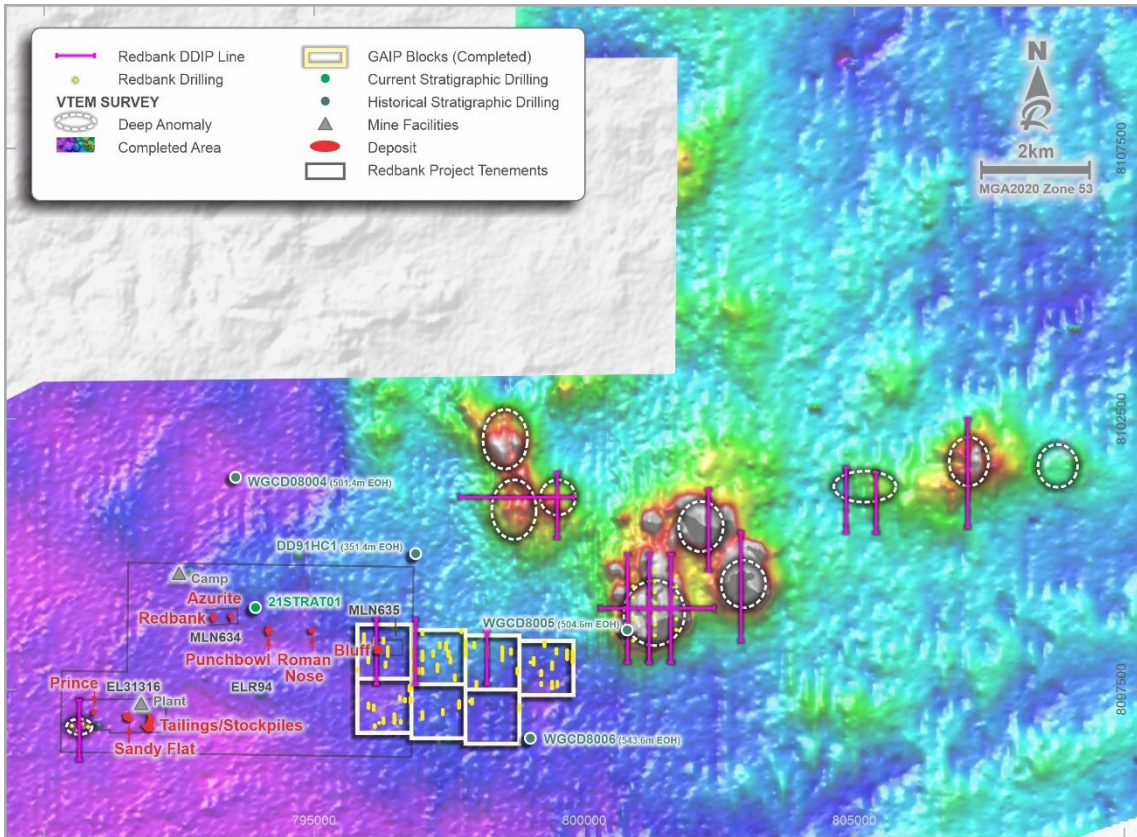 Redbank DDIP Line
Redbank Drilling
VTEM SURVEY
Deep Anomaly
Completed Area
GAIP Blocks (Completed)
Current Stratigraphic Drilling
Historical Stratigraphic Drilling
Mine Facilities
Deposit
Redbank Project Tenements
N
2km
MGA2020 Zone 53
8107500
8102500
WGCD08004 (501.4m EOH)
DD91HC1 (351.4m EOH)
Camp
Azurite
21STRAT01
Redbank
MLN634
MLN635
WGCD8005 (504.6m EOH)
Punchbowl
Roman
Nose
Bluff
Prince
EL31316
ELR94
8097500
Plant
Tailings/Stockpiles
Sandy Flat
WGCD8006 (543.6m EOH)
795000
800000
805000